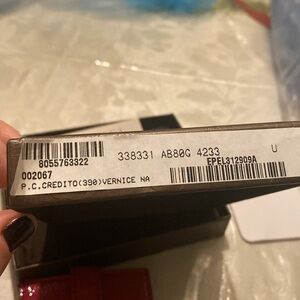 338331 AB80G 4233 U
8055763322 EPEL312909A
002067
P.C.CREDITO(390)VERNICE NA